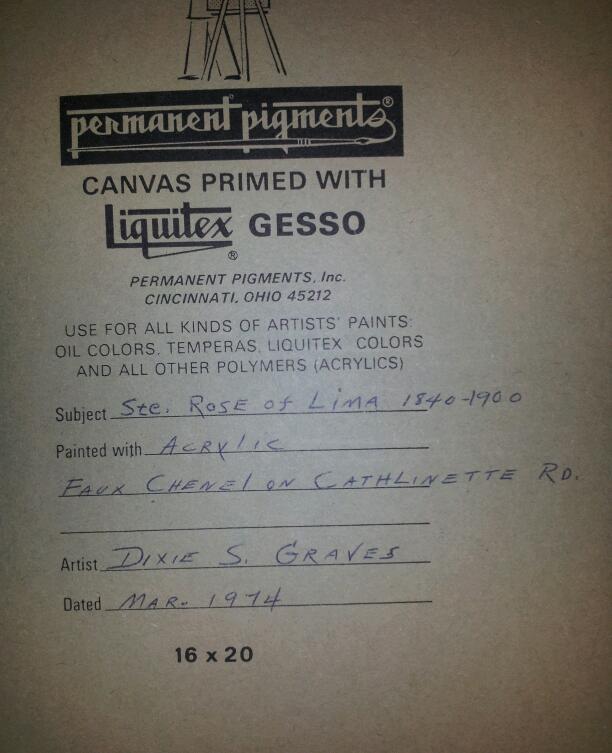 permanent pigments®
CANVAS PRIMED WITH
Liquitex® GESSO
PERMANENT PIGMENTS, Inc.
CINCINNATI, OHIO 45212
USE FOR ALL KINDS OF ARTISTS' PAINTS:
OIL COLORS, TEMPERAS, LIQUITEX COLORS
AND ALL OTHER POLYMERS (ACRYLICS)
Subject Ste. Rose of Lima 1840-1900
Painted with Acrylic
Faux Chenel on Cathlinette Rd.
Artist Dixie S. Graves
Dated Mar. 1974
16 x 20